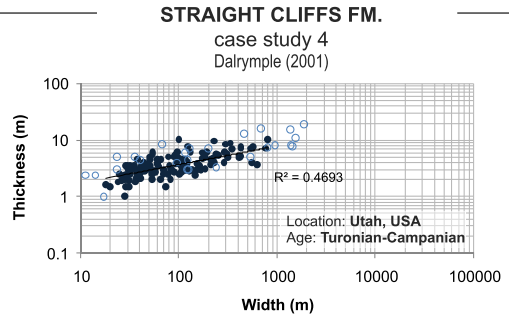 STRAIGHT CLIFFS FM.
case study 4
Dalrymple (2001)
100
10
1
0.1
Thickness (m)
R² = 0.4693
Location: Utah, USA
Age: Turonian-Campanian
10 100 1000 10000 100000
Width (m)